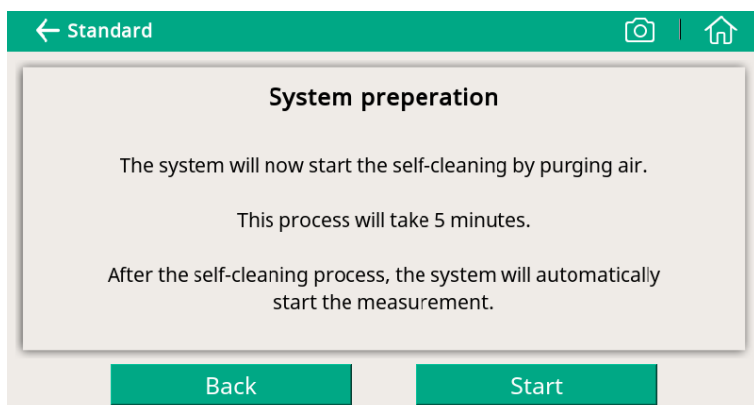 Standard
System preperation
The system will now start the self-cleaning by purging air.
This process will take 5 minutes.
After the self-cleaning process, the system will automatically
start the measurement.
Back
Start